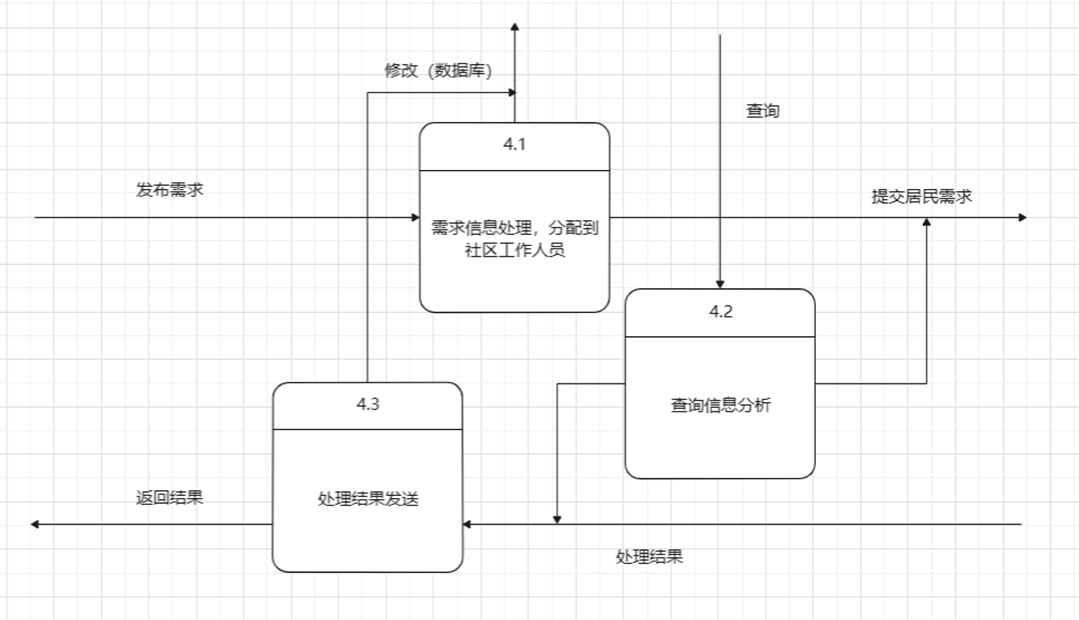 修改（数据库）
查询
4.1
发布需求
提交居民需求
需求信息处理，分配到
社区工作人员
4.2
查询信息分析
4.3
返回结果
处理结果发送
处理结果